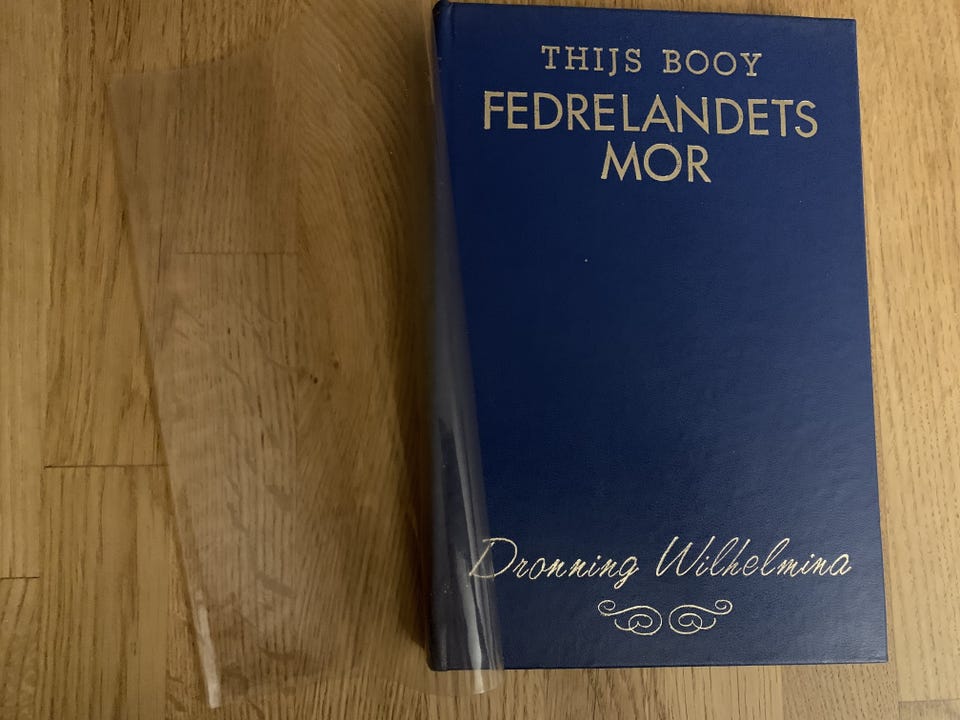 THIJS BOOY
FEDRELANDETS
MOR
Dronning Wilhelmina